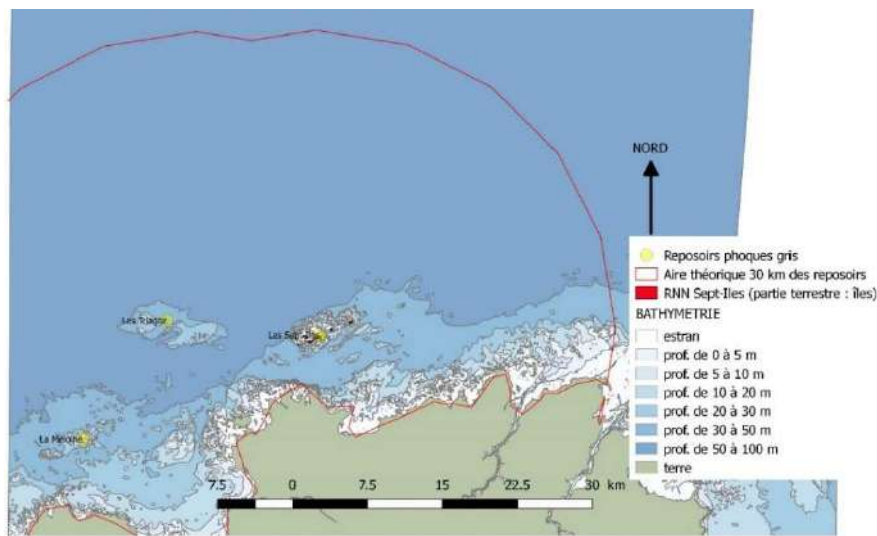 NORD
Reposoirs phoques gris
Aire théorique 30 km des reposoirs
RNN Sept-Iles (partie terrestre : îles)
BATHYMETRIE
estran
prof. de 0 à 5 m
prof. de 5 à 10 m
prof. de 10 à 20 m
prof. de 20 à 30 m
prof. de 30 à 50 m
prof. de 50 à 100 m
terre
Les Triagoz
Les
La Méloine
7.5 0 7.5 15 22.5 30 km